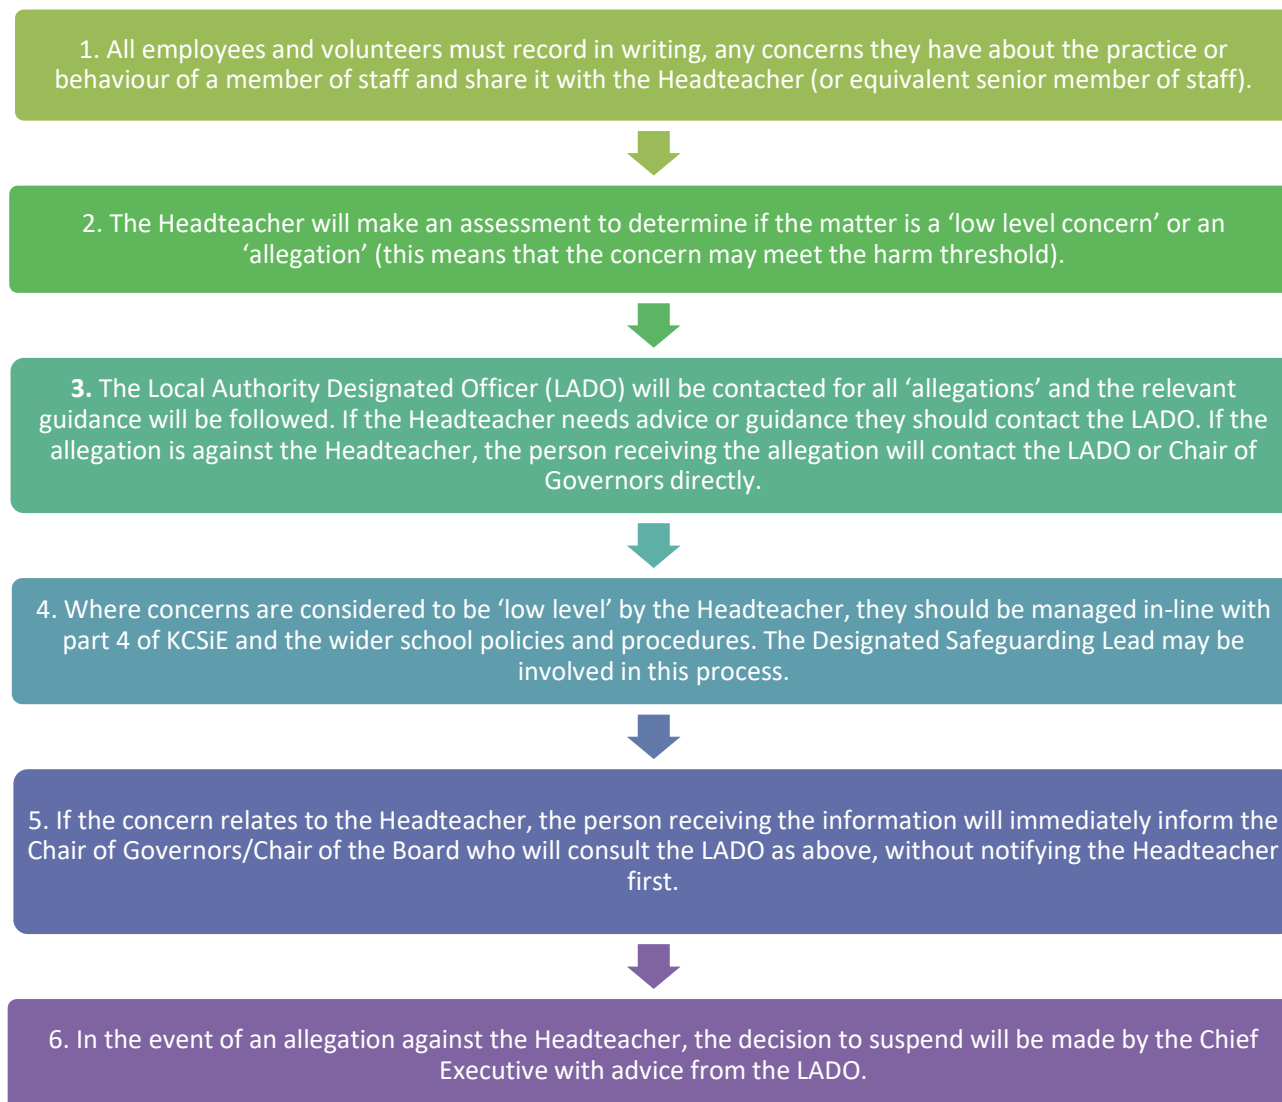 1. All employees and volunteers must record in writing, any concerns they have about the practice or
behaviour of a member of staff and share it with the Headteacher (or equivalent senior member of staff).
2. The Headteacher will make an assessment to determine if the matter is a ‘low level concern’ or an
‘allegation’ (this means that the concern may meet the harm threshold).
3. The Local Authority Designated Officer (LADO) will be contacted for all ‘allegations’ and the relevant
guidance will be followed. If the Headteacher needs advice or guidance they should contact the LADO. If the
allegation is against the Headteacher, the person receiving the allegation will contact the LADO or Chair of
Governors directly.
4. Where concerns are considered to be ‘low level’ by the Headteacher, they should be managed in-line with
part 4 of KCSiE and the wider school policies and procedures. The Designated Safeguarding Lead may be
involved in this process.
5. If the concern relates to the Headteacher, the person receiving the information will immediately inform the
Chair of Governors/Chair of the Board who will consult the LADO as above, without notifying the Headteacher
first.
6. In the event of an allegation against the Headteacher, the decision to suspend will be made by the Chief
Executive with advice from the LADO.